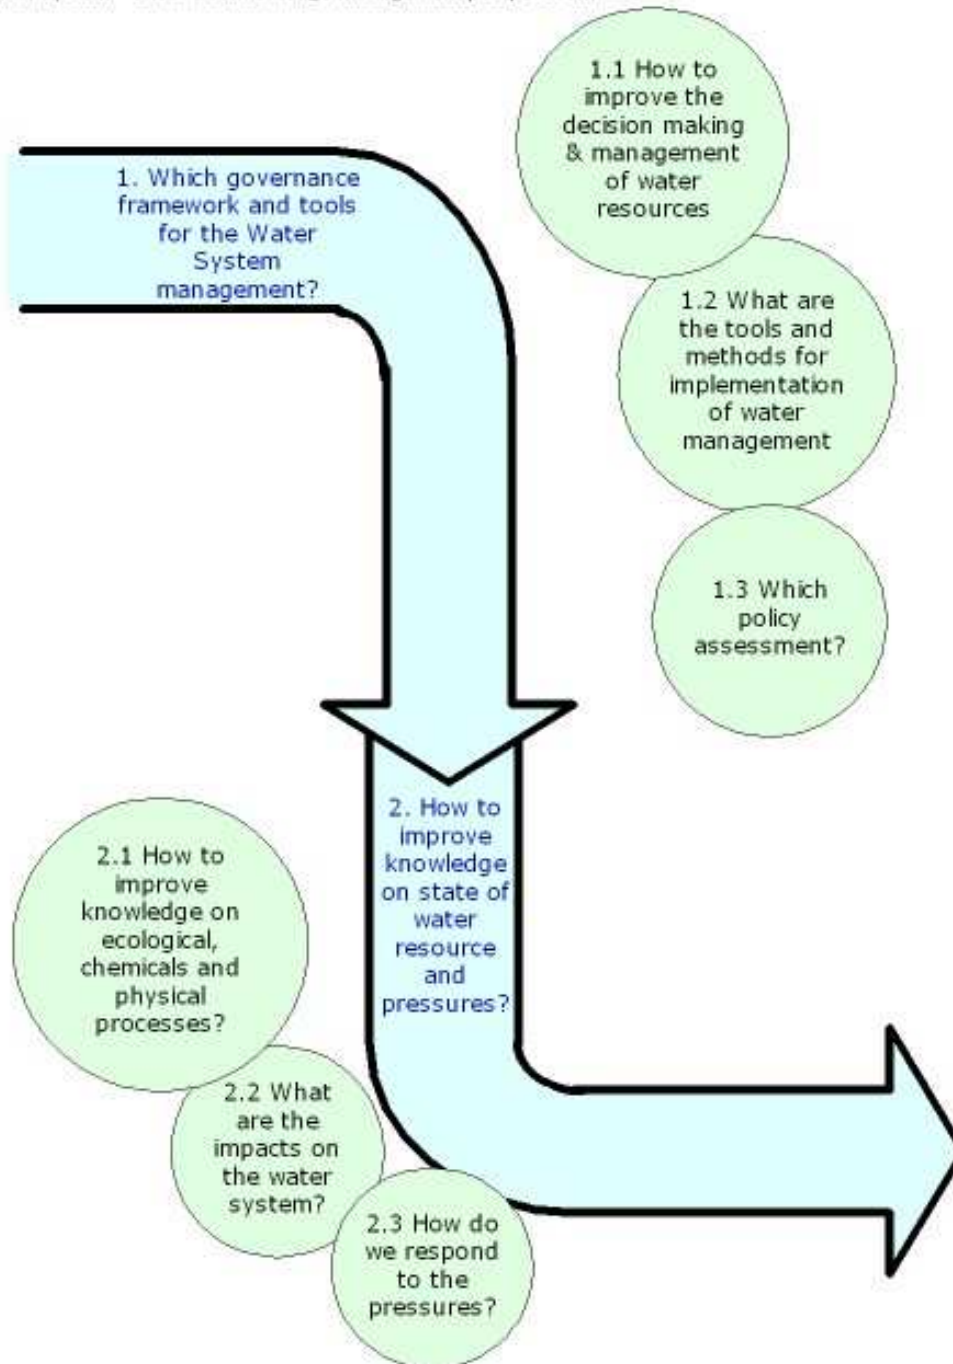 1.1 How to
improve the
decision making
& management
of water
resources
1. Which governance
framework and tools
for the Water
System
management?
1.2 What are
the tools and
methods for
implementation
of water
management
1.3 Which
policy
assessment?
2. How to
improve
knowledge
on state of
water
resource
and
pressures?
2.1 How to
improve
knowledge on
ecological,
chemicals and
physical
processes?
2.2 What
are the
impacts on
the water
system?
2.3 How do
we respond
to the
pressures?